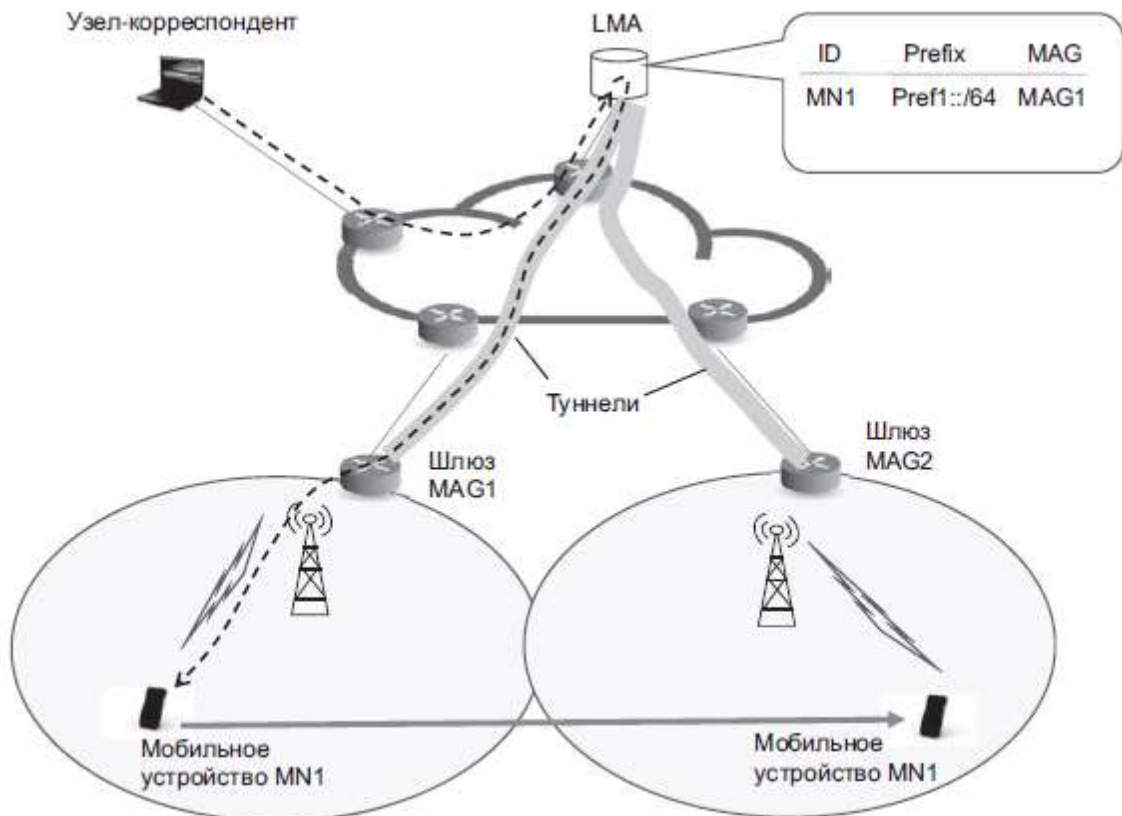 Узел-корреспондент
LMA
ID Prefix MAG
MN1 Pref1::/64 MAG1
Туннели
Шлюз
MAG1
Шлюз
MAG2
Мобильное
устройство MN1
Мобильное
устройство MN1